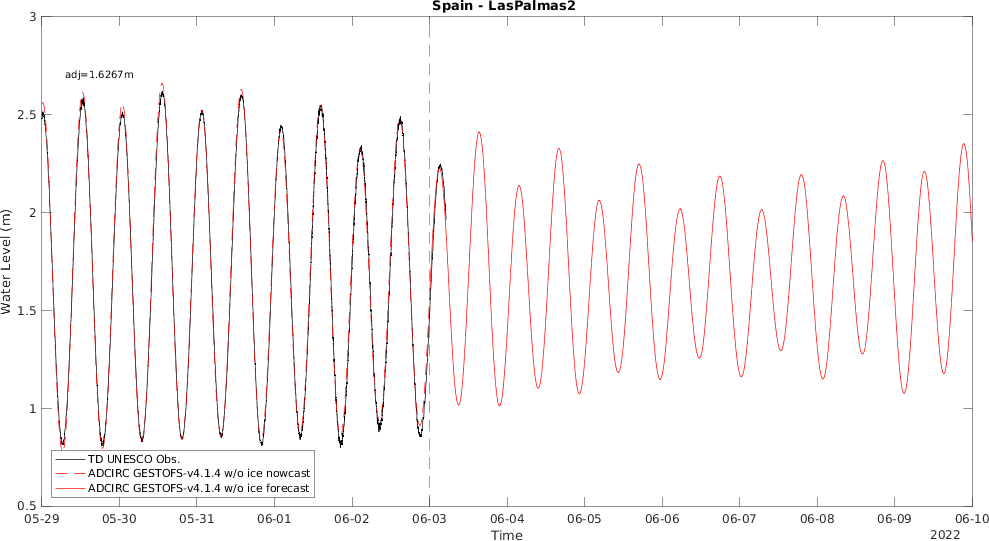 Spain - LasPalmas2
3
adj=1.6267m
2.5
2
Water Level (m)
1.5
1
TD UNESCO Obs.
ADCIRC GESTOFS-v4.1.4 w/o ice nowcast
ADCIRC GESTOFS-v4.1.4 w/o ice forecast
0.5
05-29 05-30 05-31 06-01 06-02 06-03 06-04 06-05 06-06 06-07 06-08 06-09 06-10
Time
2022